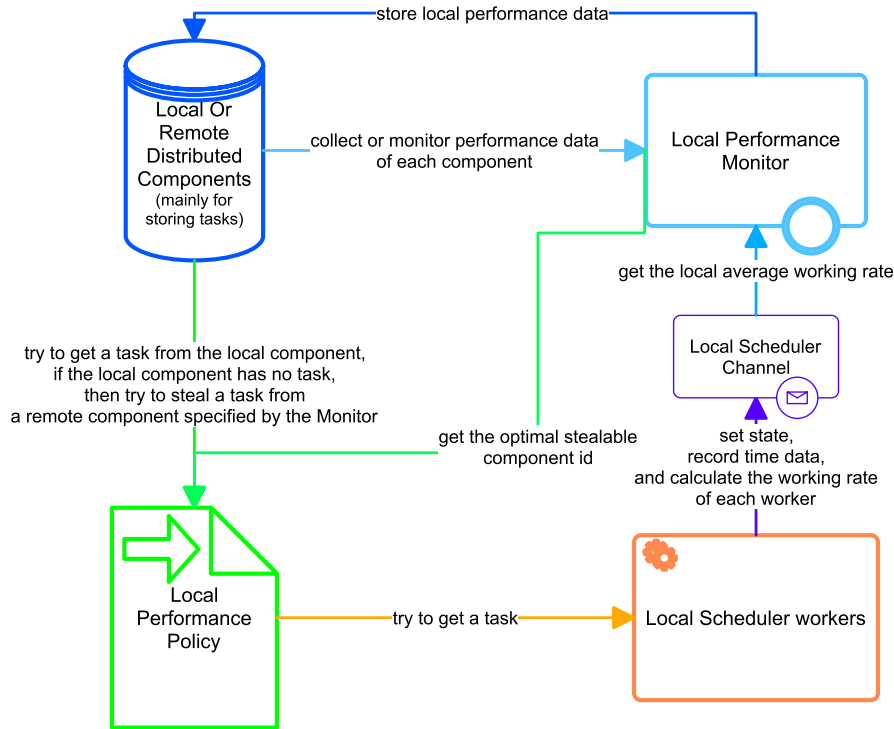 store local performance data
Local Or
Remote
Distributed
Components
(mainly for
storing tasks)
collect or monitor performance data
of each component
Local Performance
Monitor
get the local average working rate
Local Scheduler
Channel
try to get a task from the local component,
if the local component has no task,
then try to steal a task from
a remote component specified by the Monitor
get the optimal stealable
component id
set state,
record time data,
and calculate the working rate
of each worker
Local
Performance
Policy
try to get a task
Local Scheduler workers